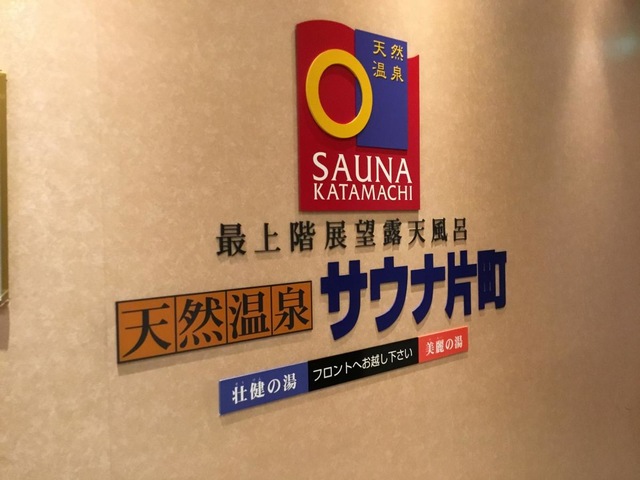 天然
温泉
SAUNA
KATAMACHI
最上階展望露天風呂
天然温泉 サウナ片町
壮健の湯 フロントへお越し下さい 美麗の湯